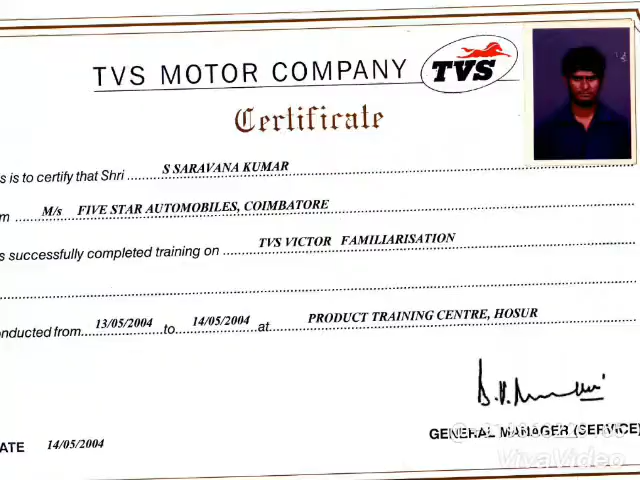 TVS MOTOR COMPANY TVS
Certificate
s is to certify that Shri S SARAVANA KUMAR
m M/s FIVE STAR AUTOMOBILES, COIMBATORE
s successfully completed training on TVS VICTOR FAMILIARISATION
onducted from 13/05/2004 to 14/05/2004 at PRODUCT TRAINING CENTRE, HOSUR
GENERAL MANAGER (SERVICE)
ATE 14/05/2004
VivaVideo